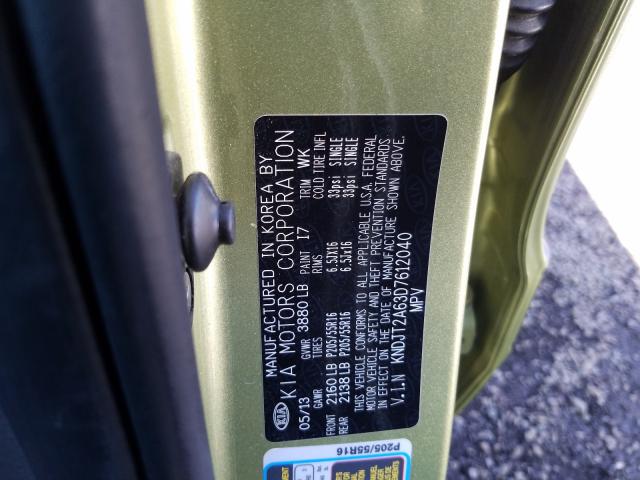 MANUFACTURED IN KOREA BY
KIA KIA MOTORS CORPORATION
05/13 GVWR 3880 LB PAINT I7 TRIM WK
GAWR TIRES RIMS COLD TIRE INFL
FRONT 2160 LB P205/55R16 6.5JX16 33psi SINGLE
REAR 2138 LB P205/55R16 6.5JX16 33psi SINGLE
THIS VEHICLE CONFORMS TO ALL APPLICABLE U.S.A. FEDERAL
MOTOR VEHICLE SAFETY AND THEFT PREVENTION STANDARDS
IN EFFECT ON THE DATE OF MANUFACTURE SHOWN ABOVE.
V.I.N KNDJT2A63D7612040
MPV
P205/55R16